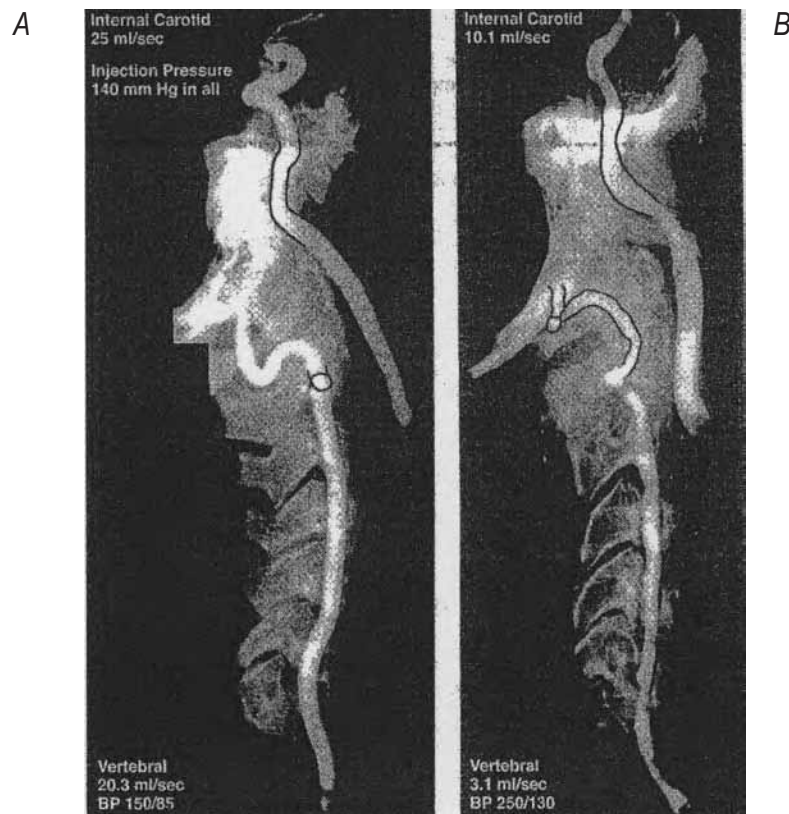 A
Internal Carotid
25 ml/sec
Injection Pressure
140 mm Hg in all
Vertebral
20.3 ml/sec
BP 150/85
Internal Carotid
10.1 ml/sec
B
Vertebral
3.1 ml/sec
BP 250/130